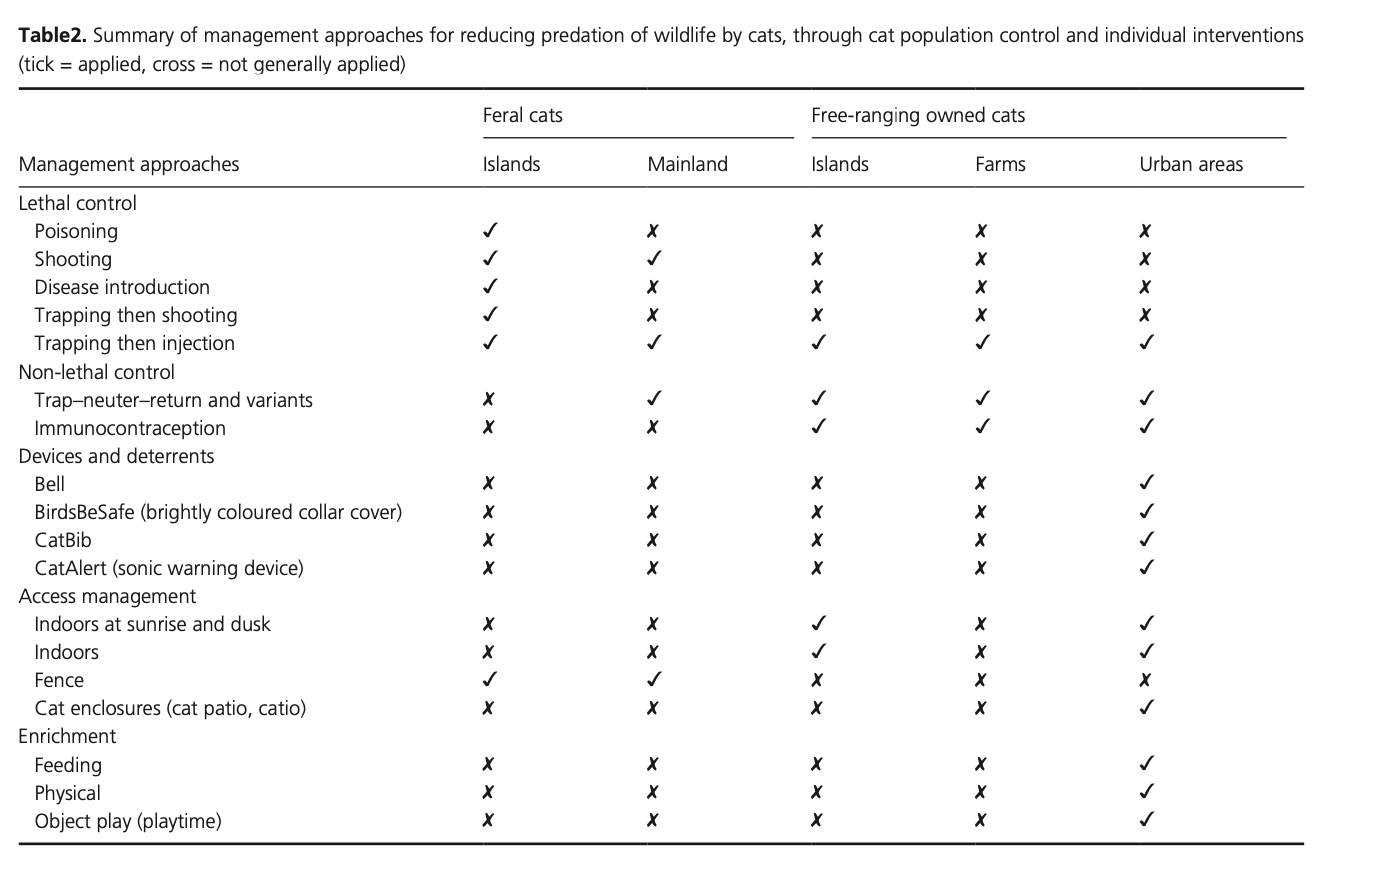 Table2. Summary of management approaches for reducing predation of wildlife by cats, through cat population control and individual interventions
(tick = applied, cross = not generally applied)
Feral cats Free-ranging owned cats
Management approaches Islands Mainland Islands Farms Urban areas
Lethal control
Poisoning ✓ ✗ ✗ ✗ ✗
Shooting ✓ ✓ ✗ ✗ ✗
Disease introduction ✓ ✗ ✗ ✗ ✗
Trapping then shooting ✓ ✗ ✗ ✗ ✗
Trapping then injection ✓ ✓ ✓ ✓ ✓
Non-lethal control
Trap–neuter–return and variants ✗ ✓ ✓ ✓ ✓
Immunocontraception ✗ ✗ ✓ ✓ ✓
Devices and deterrents
Bell ✗ ✗ ✗ ✗ ✓
BirdsBeSafe (brightly coloured collar cover) ✗ ✗ ✗ ✗ ✓
CatBib ✗ ✗ ✗ ✗ ✓
CatAlert (sonic warning device) ✗ ✗ ✗ ✗ ✓
Access management
Indoors at sunrise and dusk ✗ ✗ ✓ ✗ ✓
Indoors ✗ ✗ ✓ ✗ ✓
Fence ✓ ✓ ✗ ✗ ✗
Cat enclosures (cat patio, catio) ✗ ✗ ✗ ✗ ✓
Enrichment
Feeding ✗ ✗ ✗ ✗ ✓
Physical ✗ ✗ ✗ ✗ ✓
Object play (playtime) ✗ ✗ ✗ ✗ ✓